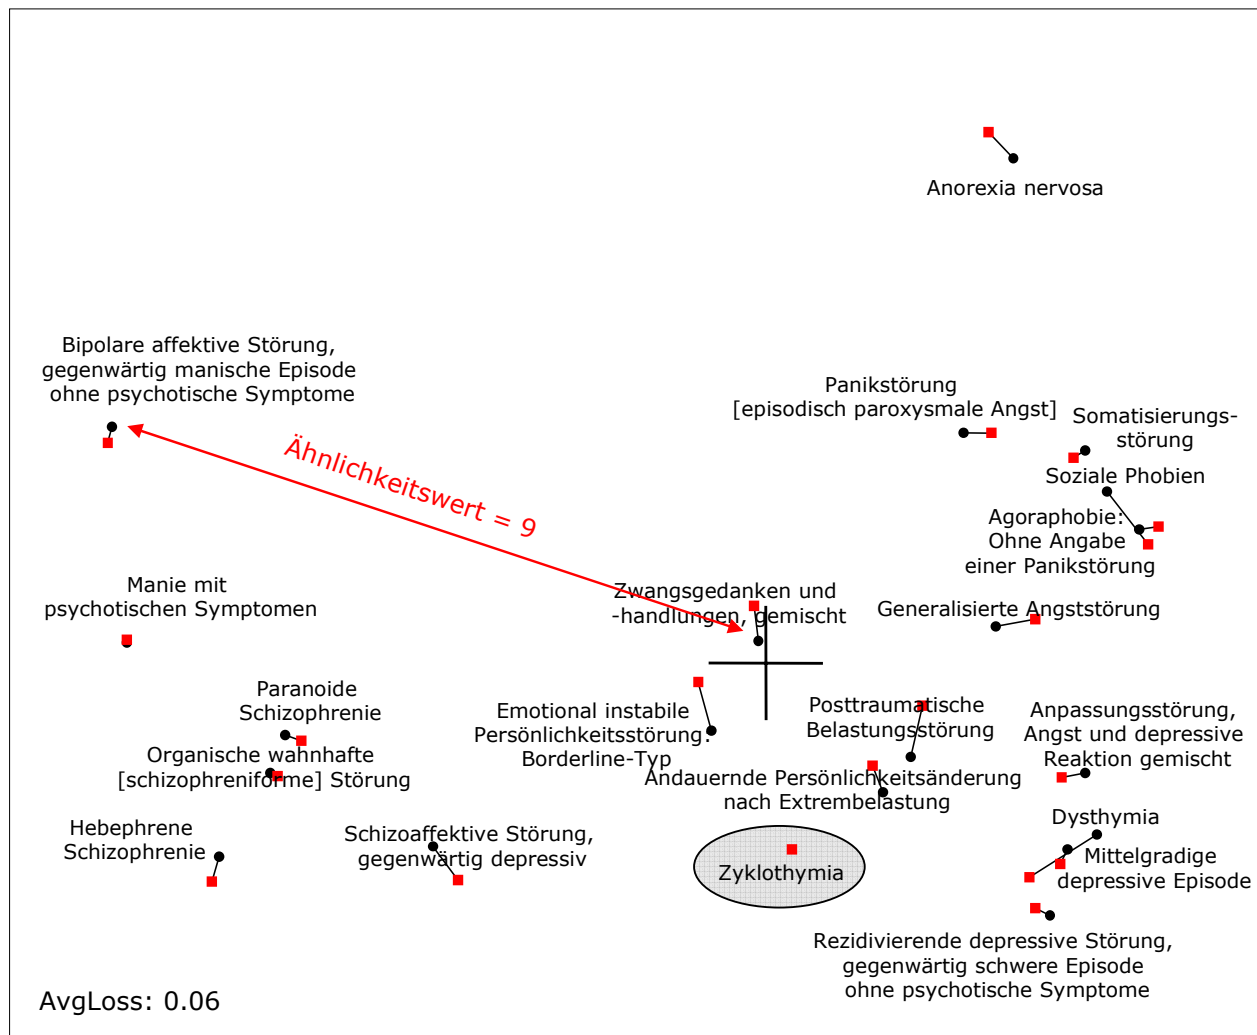 Anorexia nervosa
Bipolare affektive Störung,
gegenwärtig manische Episode
ohne psychotische Symptome
Panikstörung
[episodisch paroxysmale Angst]
Somatisierungs-
störung
Soziale Phobien
Agoraphobie:
Ohne Angabe
einer Panikstörung
Ähnlichkeitswert = 9
Manie mit
psychotischen Symptomen
Zwangsgedanken und
-handlungen, gemischt
Generalisierte Angststörung
Paranoide
Schizophrenie
Organische wahnhafte
[schizophreniforme] Störung
Emotional instabile
Persönlichkeitsstörung:
Borderline-Typ
Posttraumatische
Belastungsstörung
Anpassungsstörung,
Angst und depressive
Reaktion gemischt
Andauernde Persönlichkeitsänderung
nach Extrembelastung
Hebephrene
Schizophrenie
Schizoaffektive Störung,
gegenwärtig depressiv
Zyklothymia
Dysthymia
Mittelgradige
depressive Episode
Rezidivierende depressive Störung,
gegenwärtig schwere Episode
ohne psychotische Symptome
AvgLoss: 0.06